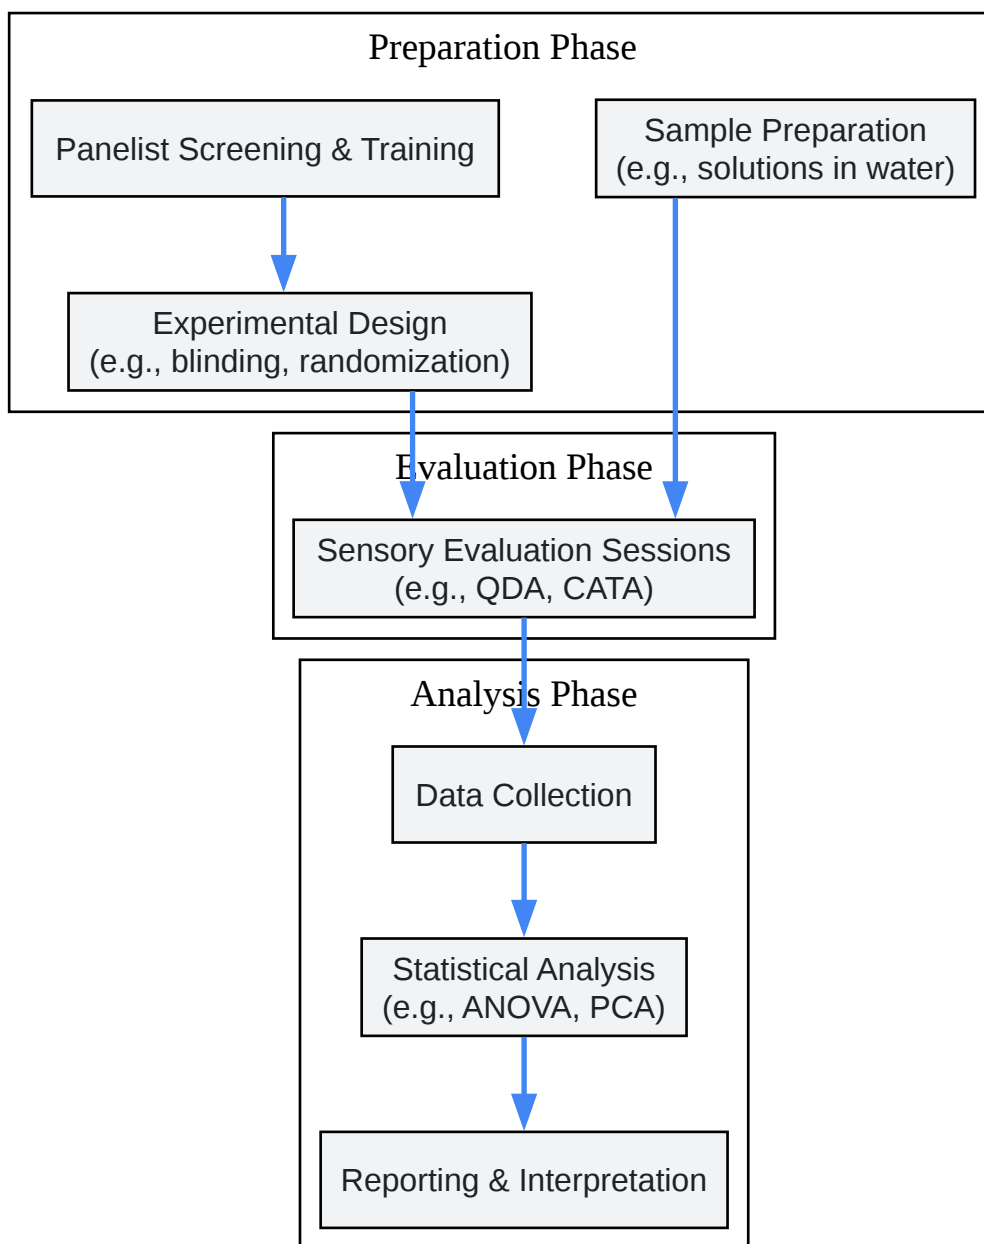 Preparation Phase
Panelist Screening & Training
Sample Preparation
(e.g., solutions in water)
Experimental Design
(e.g., blinding, randomization)
Evaluation Phase
Sensory Evaluation Sessions
(e.g., QDA, CATA)
Analysis Phase
Data Collection
Statistical Analysis
(e.g., ANOVA, PCA)
Reporting & Interpretation